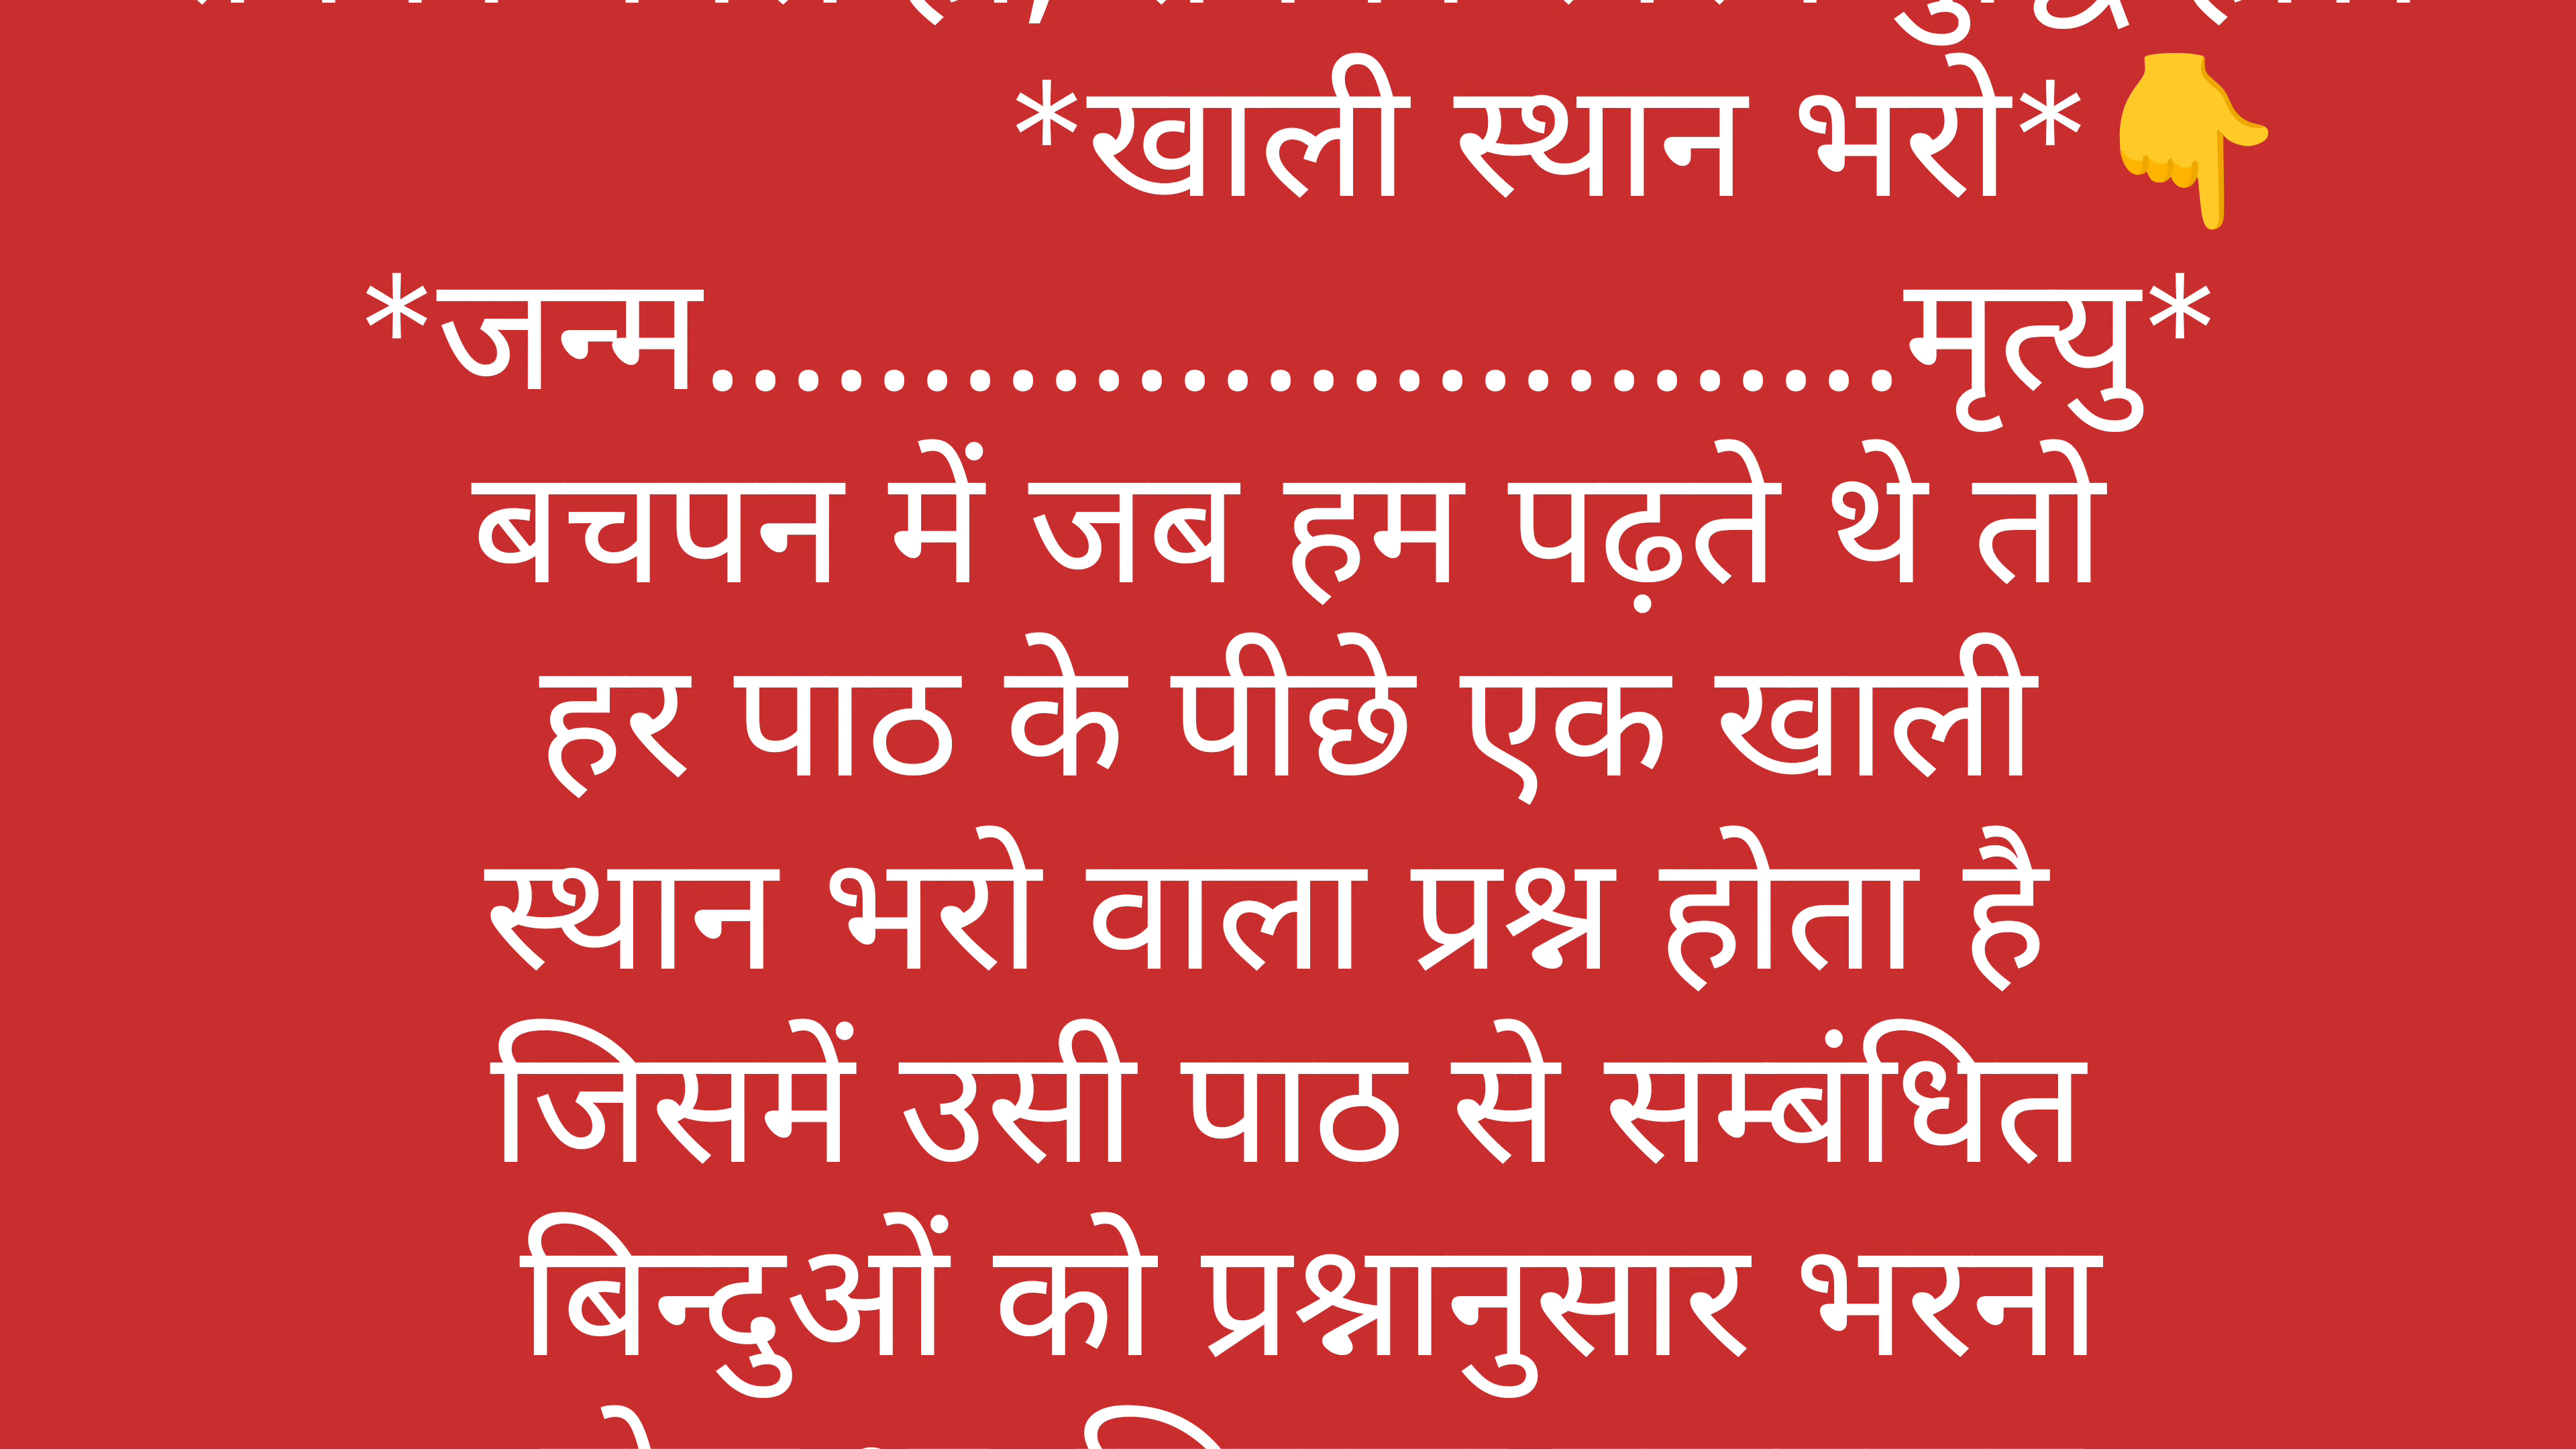 *खाली स्थान भरो*👇
*जन्म............................मृत्यु*
बचपन में जब हम पढ़ते थे तो
हर पाठ के पीछे एक खाली
स्थान भरो वाला प्रश्न होता है
जिसमें उसी पाठ से सम्बंधित
बिन्दुओं को प्रश्नानुसार भरना